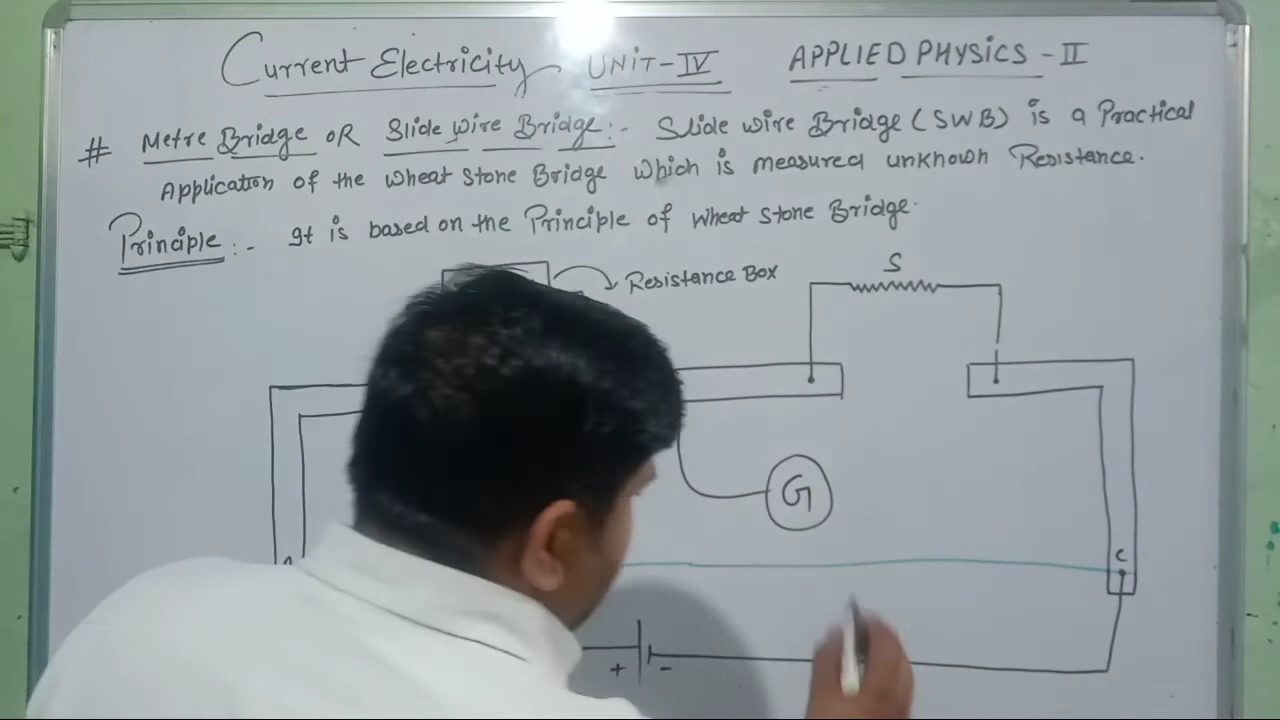 Current Electricity UNIT-IV APPLIED PHYSICS - II
# Metre Bridge OR Slide wire Bridge:- Slide wire Bridge (SWB) is a Practical
Application of the wheat stone Bridge which is measured unknown Resistance.
Principle:- It is based on the Principle of wheat stone Bridge.
S
Resistance Box
G
C
+ -